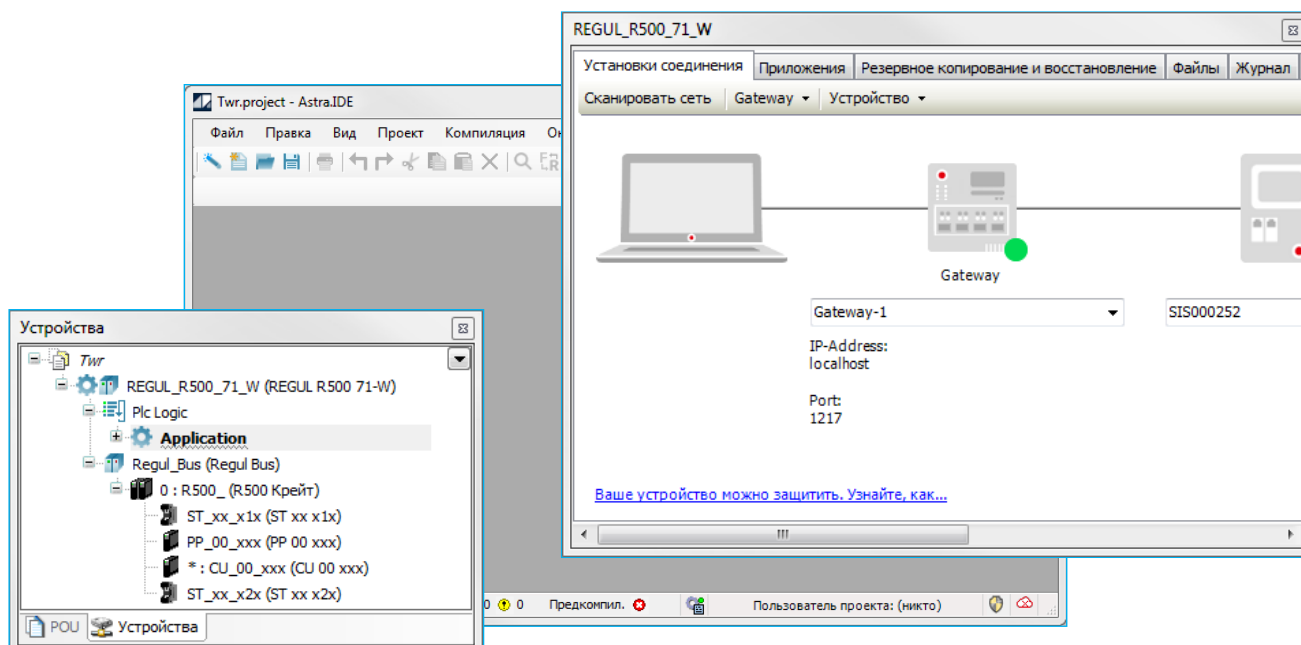 REGUL_R500_71_W
Установки соединения Приложения Резервное копирование и восстановление Файлы Журнал
Сканировать сеть Gateway Устройство
Gateway
Gateway-1
SIS000252
IP-Address:
localhost
Port:
1217
Ваше устройство можно защитить. Узнайте, как...
Twr.project - Astra.IDE
Файл Правка Вид Проект Компиляция
0 0 Предкомпил. Пользователь проекта: (никто)
Устройства
Twr
REGUL_R500_71_W (REGUL R500 71-W)
Plc Logic
Application
Regul_Bus (Regul Bus)
0 : R500_ (R500 Крейт)
ST_xx_x1x (ST xx x1x)
PP_00_xxx (PP 00 xxx)
* : CU_00_xxx (CU 00 xxx)
ST_xx_x2x (ST xx x2x)
POU Устройства